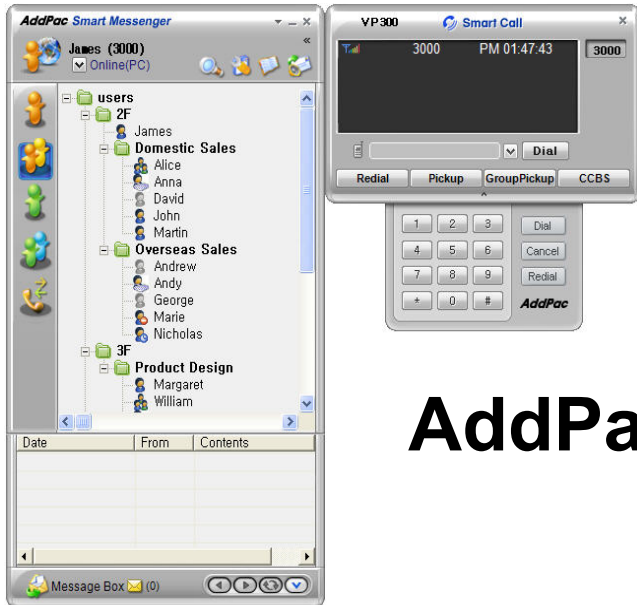 AddPac Smart Messenger
James (3000)
Online(PC)
users
2F
James
Domestic Sales
Alice
Anna
David
John
Martin
Overseas Sales
Andrew
Andy
George
Marie
Nicholas
3F
Product Design
Margaret
William
Date From Contents
Message Box (0)
VP300 Smart Call
3000 PM 01:47:43
3000
Dial
Redial Pickup GroupPickup CCBS
1 2 3 Dial
4 5 6 Cancel
7 8 9 Redial
* 0 # AddPac
AddPa